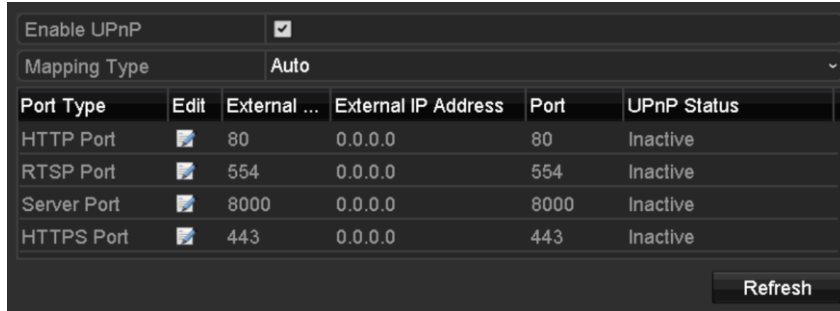 Enable UPnP
Mapping Type Auto
Port Type Edit External ... External IP Address Port UPnP Status
HTTP Port 80 0.0.0.0 80 Inactive
RTSP Port 554 0.0.0.0 554 Inactive
Server Port 8000 0.0.0.0 8000 Inactive
HTTPS Port 443 0.0.0.0 443 Inactive
Refresh